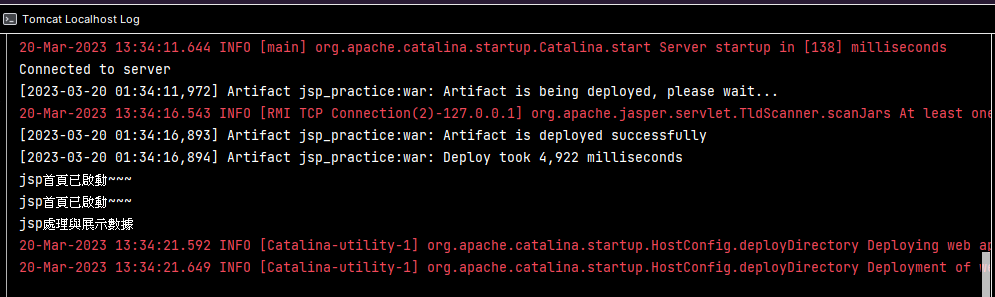 Tomcat Localhost Log
20-Mar-2023 13:34:11.644 INFO [main] org.apache.catalina.startup.Catalina.start Server startup in [138] milliseconds
Connected to server
[2023-03-20 01:34:11,972] Artifact jsp_practice:war: Artifact is being deployed, please wait...
20-Mar-2023 13:34:16.543 INFO [RMI TCP Connection(2)-127.0.0.1] org.apache.jasper.servlet.TldScanner.scanJars At least one
[2023-03-20 01:34:16,893] Artifact jsp_practice:war: Artifact is deployed successfully
[2023-03-20 01:34:16,894] Artifact jsp_practice:war: Deploy took 4,922 milliseconds
jsp首頁已啟動~~~
jsp首頁已啟動~~~
jsp處理與展示數據
20-Mar-2023 13:34:21.592 INFO [Catalina-utility-1] org.apache.catalina.startup.HostConfig.deployDirectory Deploying web ap
20-Mar-2023 13:34:21.649 INFO [Catalina-utility-1] org.apache.catalina.startup.HostConfig.deployDirectory Deployment of w